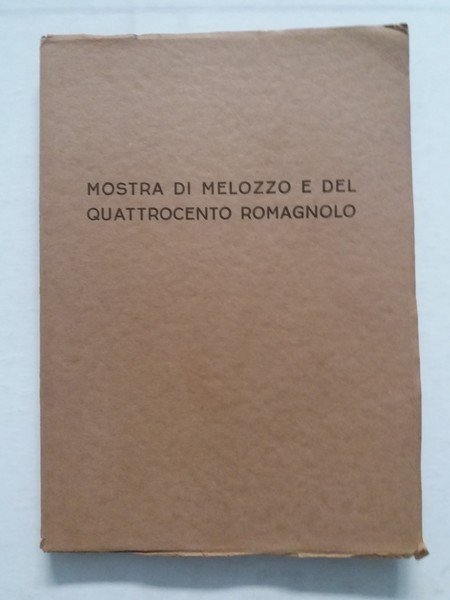 MOSTRA DI MELOZZO E DEL
QUATTROCENTO ROMAGNOLO